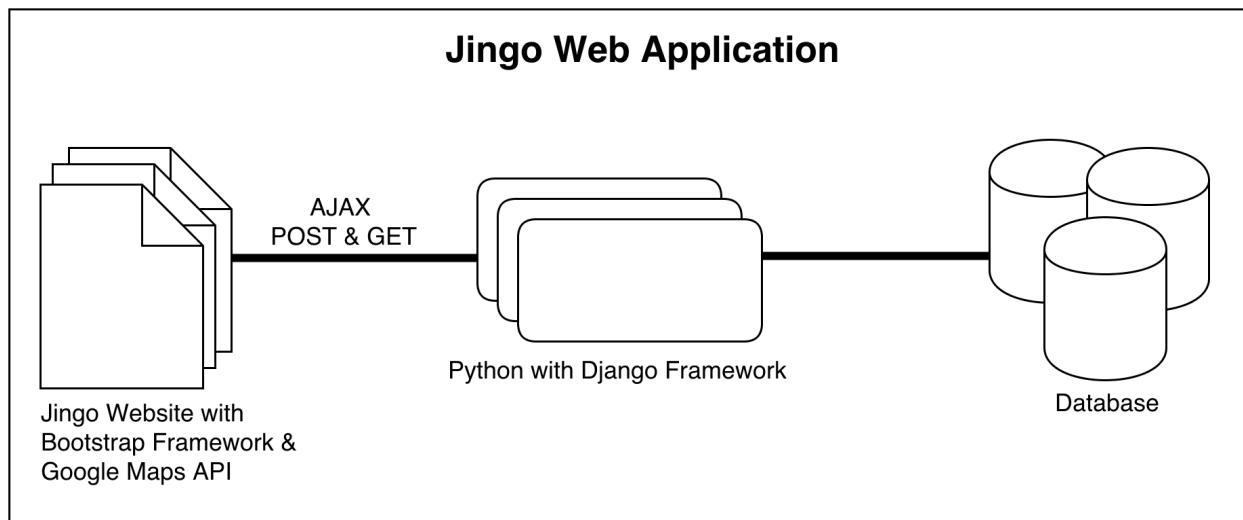 Jingo Web Application
AJAX
POST & GET
Python with Django Framework
Database
Jingo Website with
Bootstrap Framework &
Google Maps API